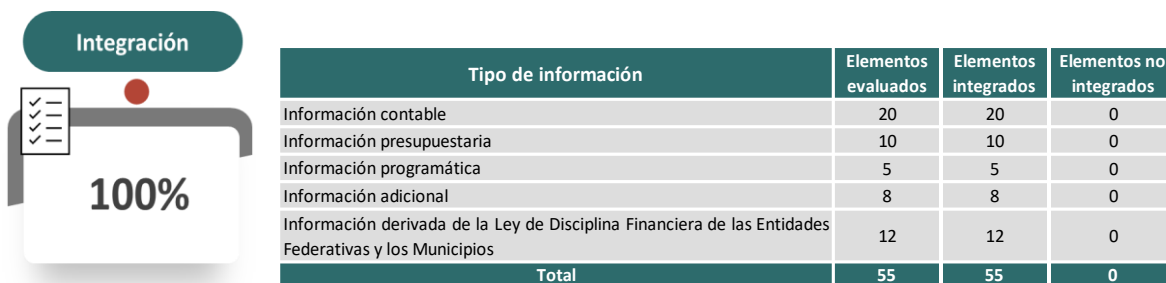 Integración
100%
Tipo de información Elementos evaluados Elementos integrados Elementos no integrados
Información contable 20 20 0
Información presupuestaria 10 10 0
Información programática 5 5 0
Información adicional 8 8 0
Información derivada de la Ley de Disciplina Financiera de las Entidades
Federativas y los Municipios 12 12 0
Total 55 55 0